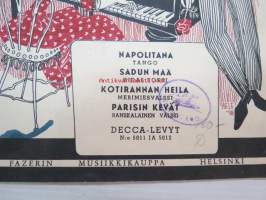 NAPOLITANA
TANGO
SADUN MAA
KOTIRANNAN HEILA
MERIMIESVALSSI
PARISIN KEVÄT
RANSKALAINEN VALSSI
DECCA-LEVYT
N:o 5011 JA 5012
FAZERIN MUSIIKKIKAUPPA HELSINKI